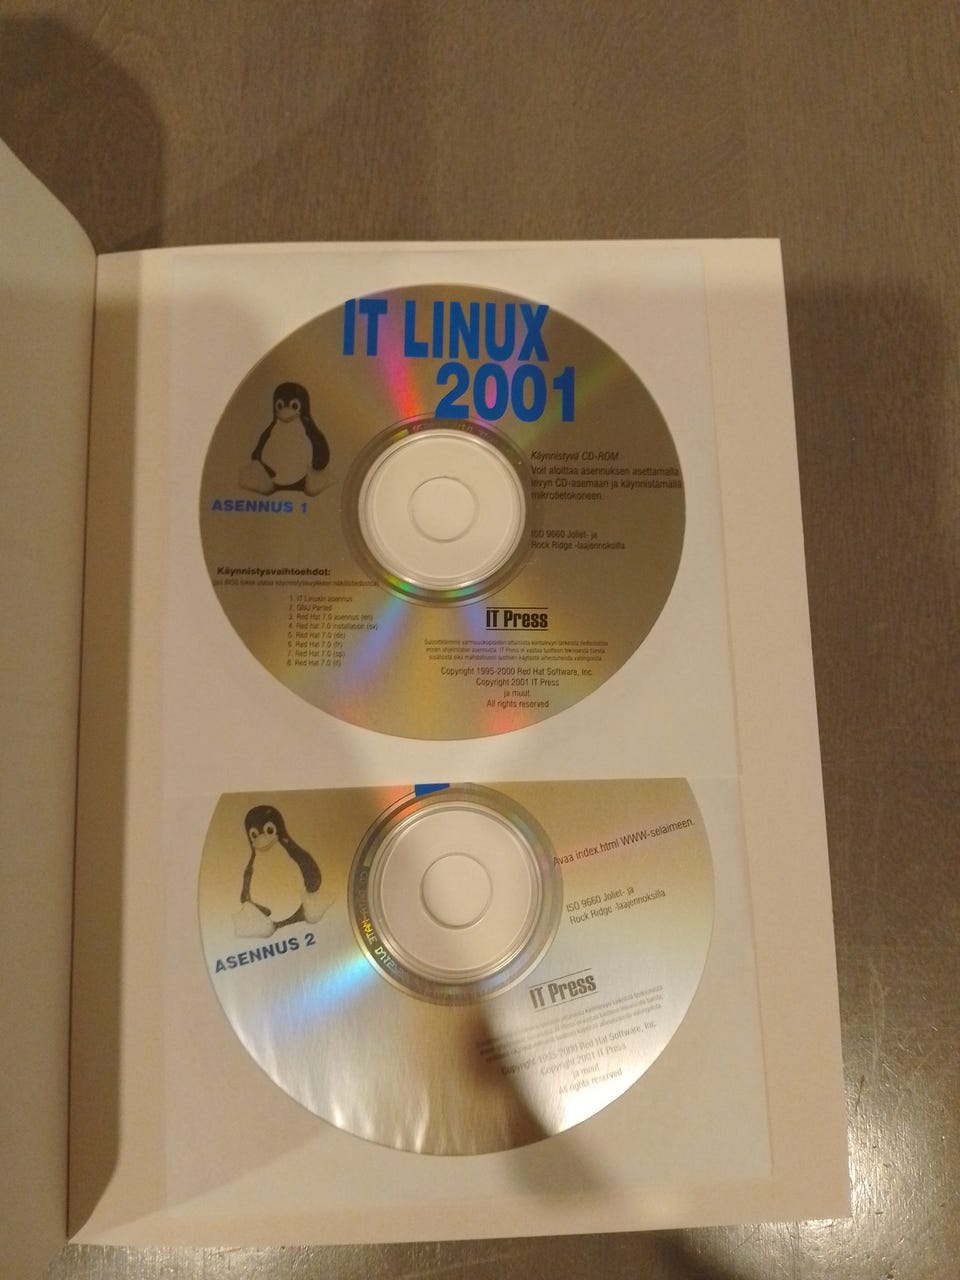 IT LINUX
2001
ASENNUS 1
Käynnistyvä CD-ROM
Voit aloittaa asennuksen asettamalla
levyn CD-asemaan ja käynnistämällä
mikrotietokoneen.
ISO 9660 Joliet- ja
Rock Ridge -laajennoksilla.
Käynnistysvaihtoehdot:
1. IT Linuxin asennus
2. GNU Parted
3. Red Hat 7.0 asennus (en)
4. Red hat 7.0 installation (sv)
5. Red Hat 7.0 (de)
6. Red Hat 7.0 (fr)
7. Red Hat 7.0 (sp)
8. Red Hat 7.0 (it)
IT Press
Copyright 1995-2000 Red Hat Software, Inc.
Copyright 2001 IT Press
ja muut.
All rights reserved
ASENNUS 2
Avaa index.html WWW-selaimeen.
ISO 9660 Joliet- ja
Rock Ridge -laajennoksilla
IT Press
Copyright 1995-2000 Red Hat Software, Inc.
Copyright 2001 IT Press
ja muut
All rights reserved